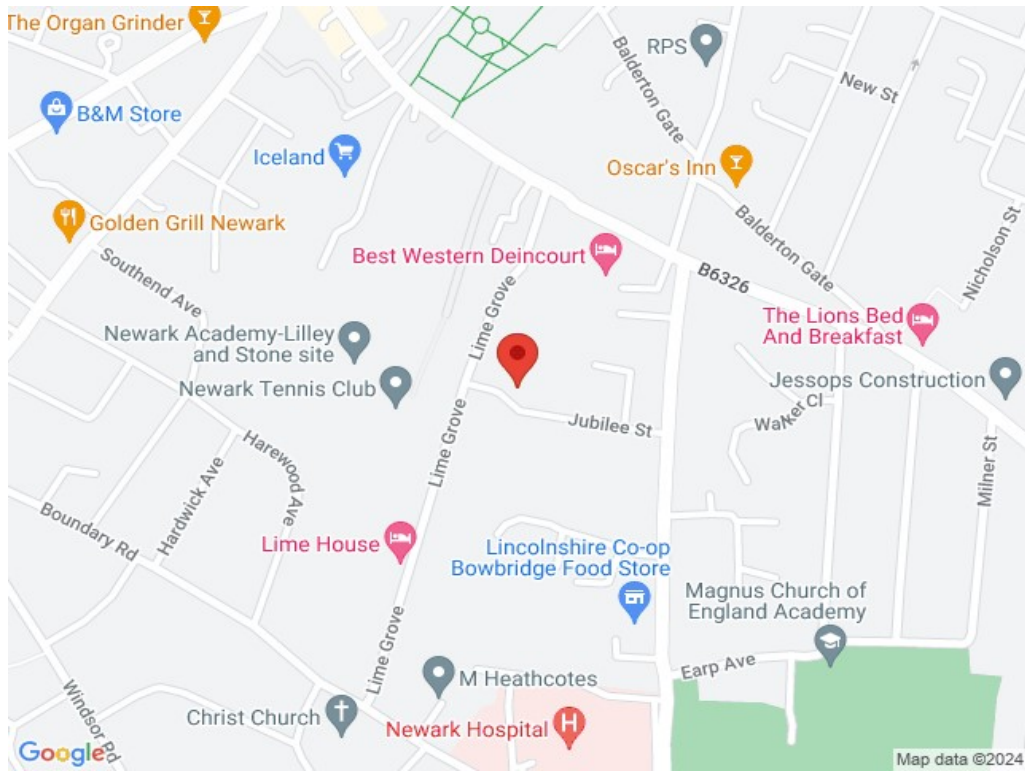 The Organ Grinder
RPS
New St
Balderton Gate
B&M Store
Iceland
Oscar's Inn
Golden Grill Newark
Balderton Gate
Nicholson St
Southend Ave
Best Western Deincourt
B6326
Lime Grove
The Lions Bed
And Breakfast
Newark Academy-Lilley
and Stone site
Newark Tennis Club
Jessops Construction
Walker Cl
Jubilee St
Harewood Ave
Lime Grove
Milner St
Hardwick Ave
Boundary Rd
Lime House
Lincolnshire Co-op
Bowbridge Food Store
Magnus Church of
England Academy
Lime Grove
Earp Ave
M Heathcotes
Windsor Rd
Christ Church
Newark Hospital
H
Google
Map data ©2024